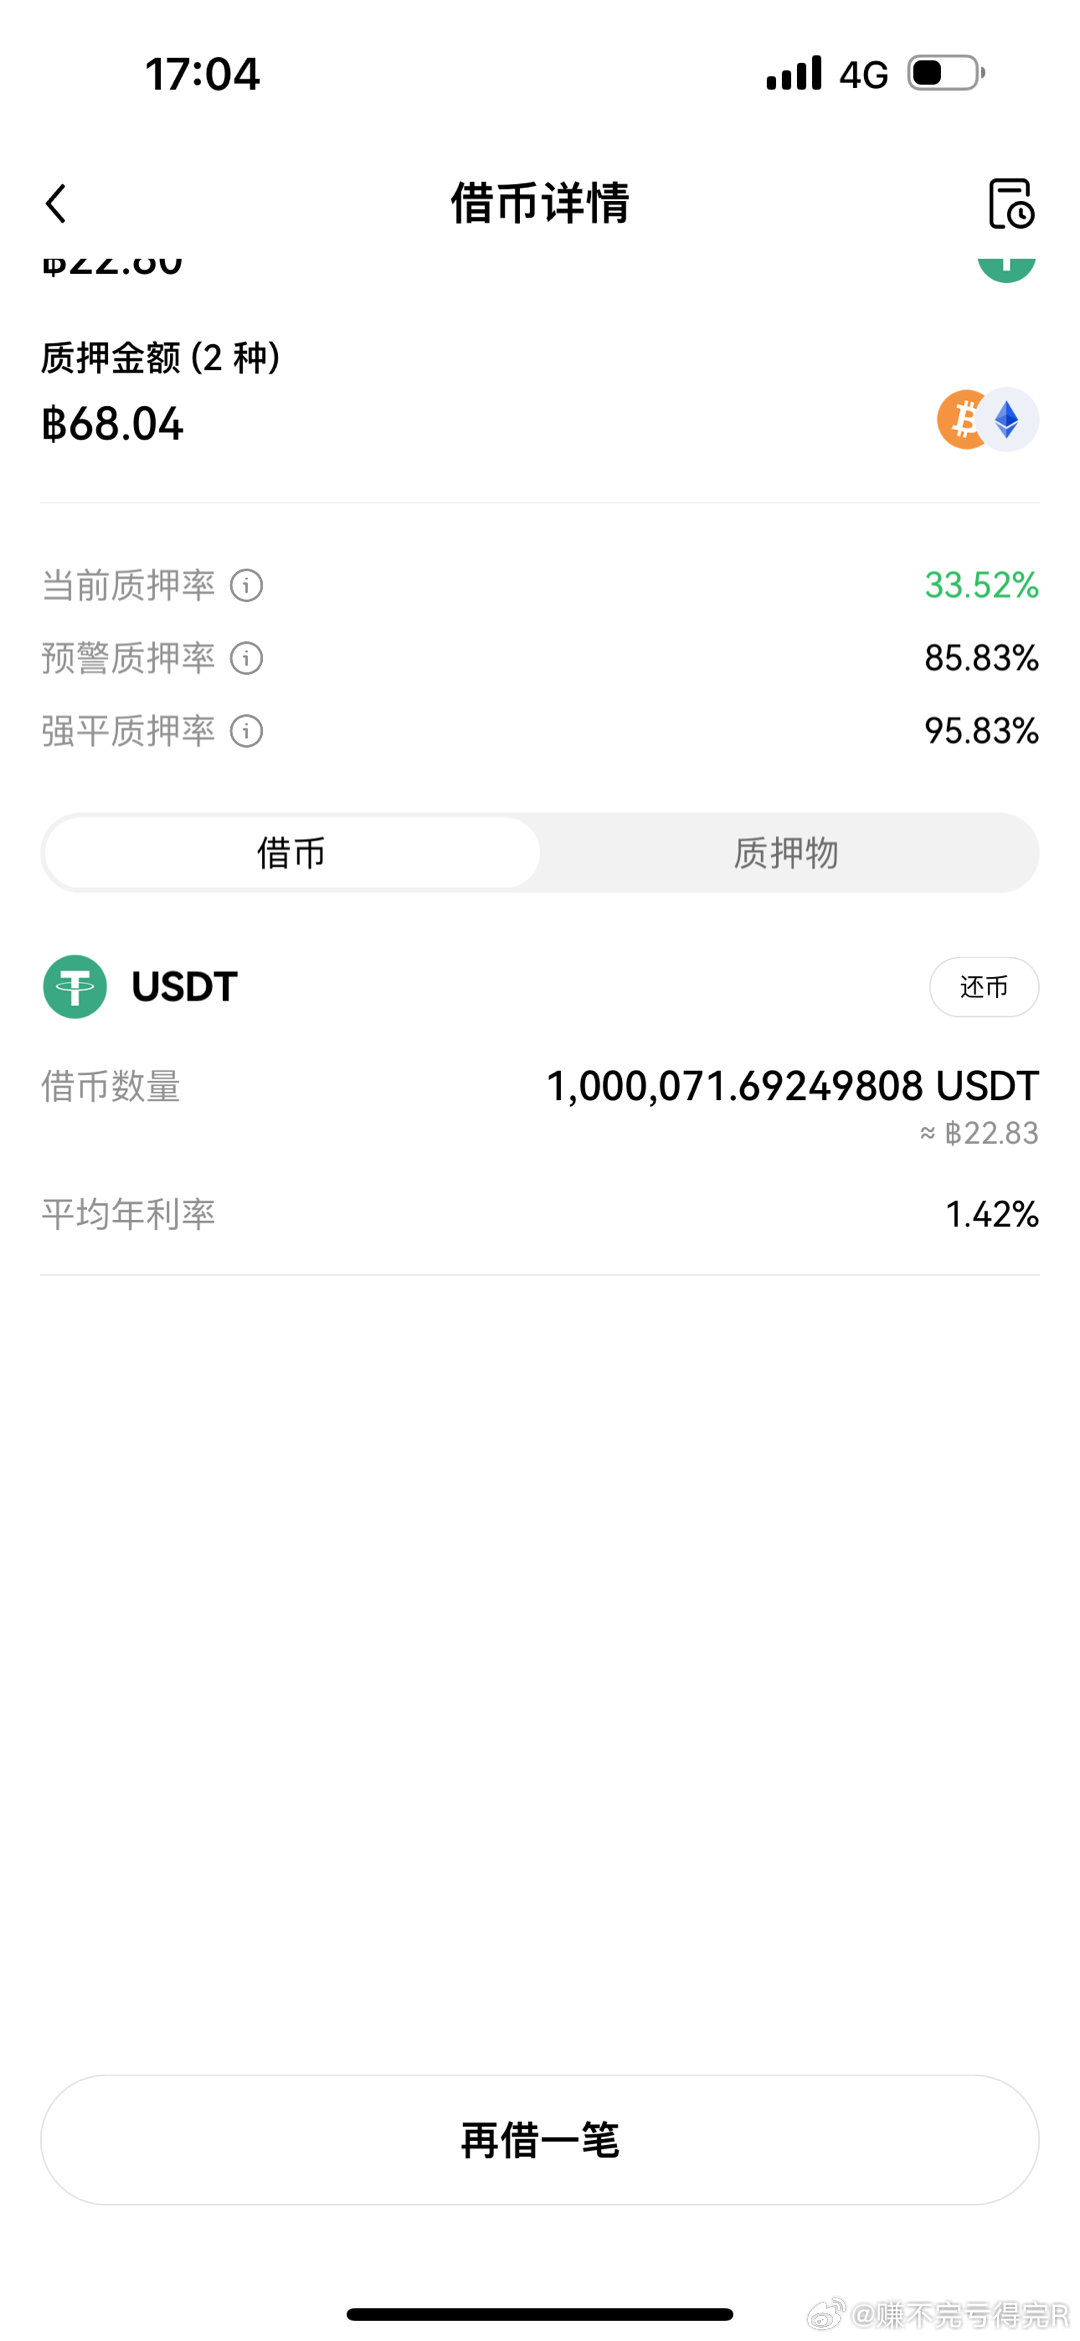 17:04
4G
借币详情
฿22.80
质押金额 (2 种)
฿68.04
当前质押率
33.52%
预警质押率
85.83%
强平质押率
95.83%
借币
质押物
USDT
还币
借币数量
1,000,071.69249808 USDT
≈ ฿22.83
平均年利率
1.42%
再借一笔
@赚不完亏得完R